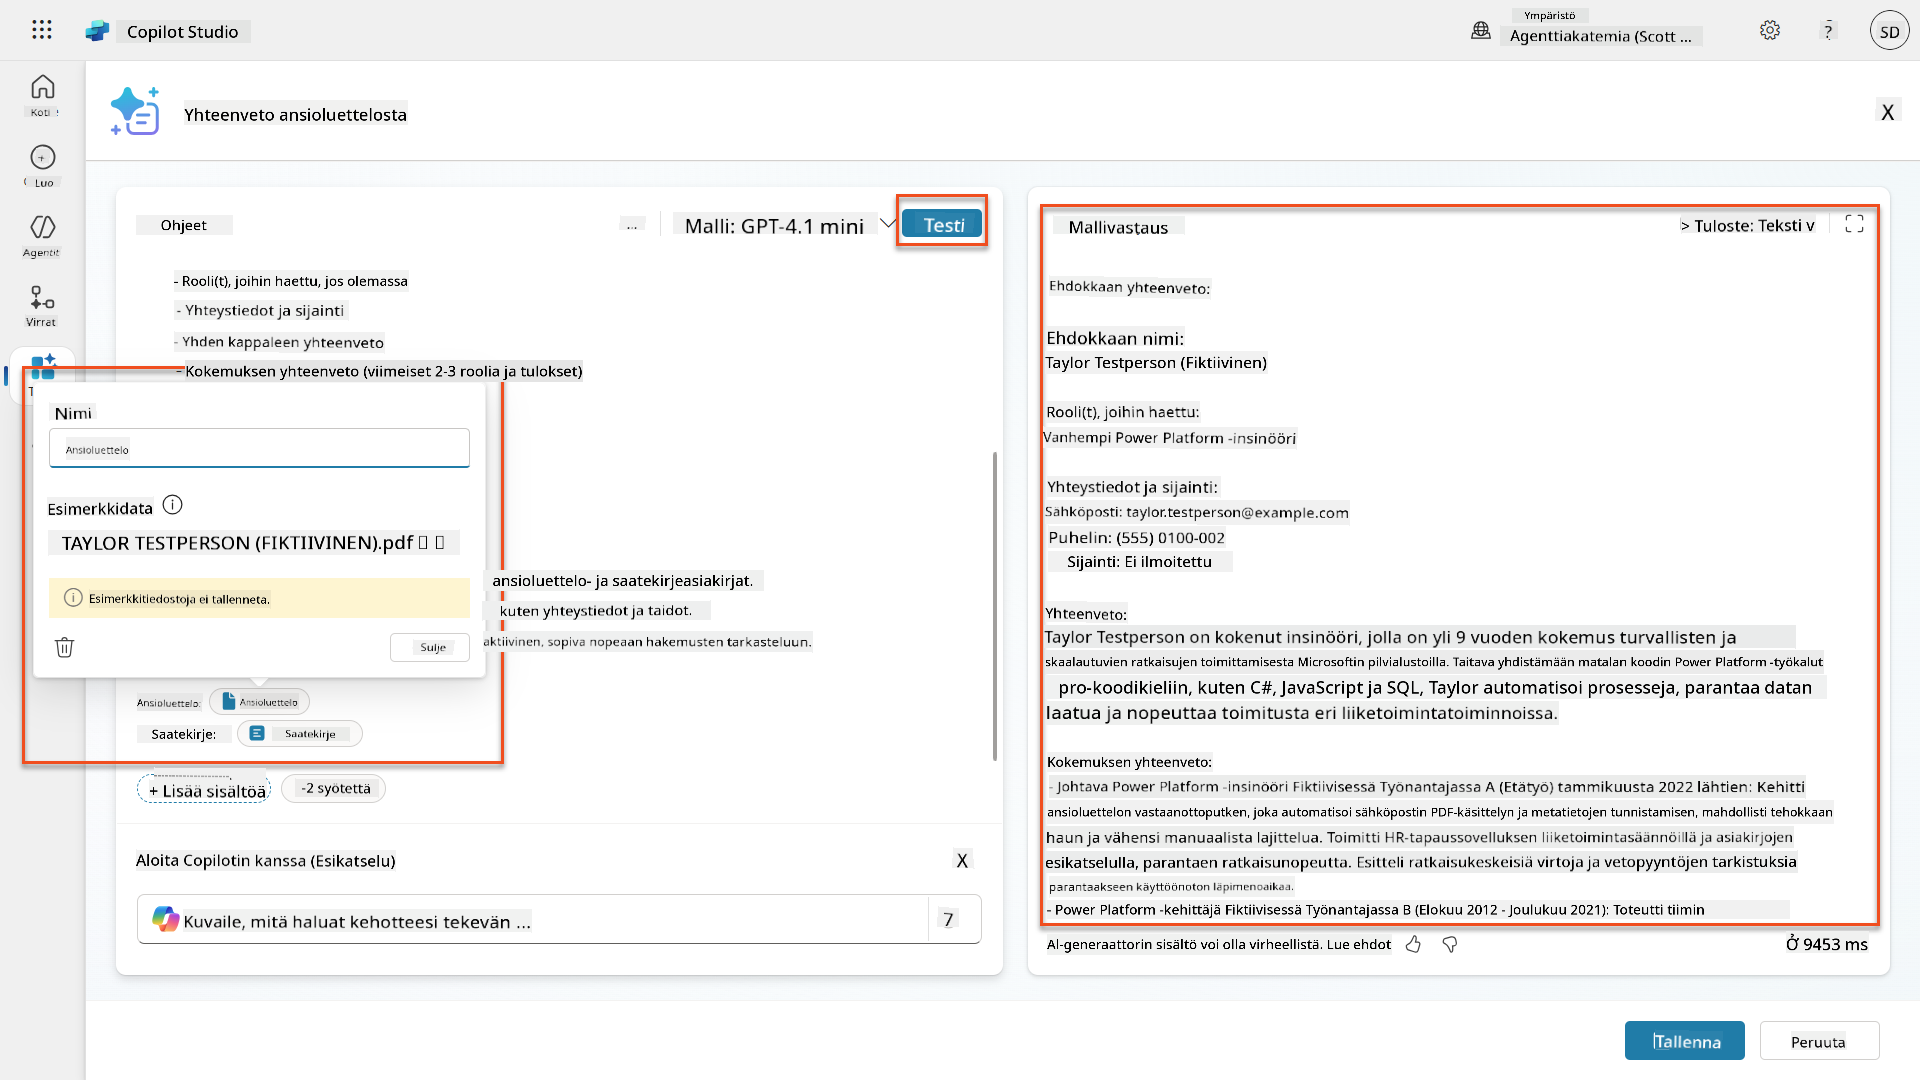 Copilot Studio
Ympäristö
Agenttiakatemia (Scott ...
?
SD
Koti
Luo
Agentit
Virrat
Yhteenveto ansioluettelosta
X
Ohjeet
...
Malli: GPT-4.1 mini
Testi
- Rooli(t), joihin haettu, jos olemassa
- Yhteystiedot ja sijainti
- Yhden kappaleen yhteenveto
- Kokemuksen yhteenveto (viimeiset 2-3 roolia ja tulokset)
Nimi
Ansioluettelo
Esimerkkidata
TAYLOR TESTPERSON (FIKTIIVINEN).pdf
Esimerkkitiedostoja ei tallenneta.
Sulje
ansioluettelo- ja saatekirjeasiakirjat.
kuten yhteystiedot ja taidot.
aktiivinen, sopiva nopeaan hakemusten tarkasteluun.
Ansioluettelo: Ansioluettelo
Saatekirje: Saatekirje
+ Lisää sisältöä
-2 syötettä
Aloita Copilotin kanssa (Esikatselu)
X
Kuvaile, mitä haluat kehotteesi tekevän ...
7
Mallivastaus
> Tuloste: Teksti v
Ehdokkaan yhteenveto:
Ehdokkaan nimi:
Taylor Testperson (Fiktiivinen)
Rooli(t), joihin haettu:
Vanhempi Power Platform -insinööri
Yhteystiedot ja sijainti:
Sähköposti: taylor.testperson@example.com
Puhelin: (555) 0100-002
Sijainti: Ei ilmoitettu
Yhteenveto:
Taylor Testperson on kokenut insinööri, jolla on yli 9 vuoden kokemus turvallisten ja
skaalautuvien ratkaisujen toimittamisesta Microsoftin pilvialustoilla. Taitava yhdistämään matalan koodin Power Platform -työkalut
pro-koodikieliin, kuten C#, JavaScript ja SQL, Taylor automatisoi prosesseja, parantaa datan
laatua ja nopeuttaa toimitusta eri liiketoimintatoiminnoissa.
Kokemuksen yhteenveto:
- Johtava Power Platform -insinööri Fiktiivisessä Työnantajassa A (Etätyö) tammikuusta 2022 lähtien: Kehitti
ansioluettelon vastaanottoputken, joka automatisoi sähköpostin PDF-käsittelyn ja metatietojen tunnistamisen, mahdollisti tehokkaan
haun ja vähensi manuaalista lajittelua. Toimitti HR-tapaussovelluksen liiketoimintasäännöillä ja asiakirjojen
esikatselulla, parantaen ratkaisunopeutta. Esitteli ratkaisukeskeisiä virtoja ja vetopyyntöjen tarkistuksia
parantaakseen käyttöönoton läpimenoaikaa.
- Power Platform -kehittäjä Fiktiivisessä Työnantajassa B (Elokuu 2012 - Joulukuu 2021): Toteutti tiimin
AI-generaattorin sisältö voi olla virheellistä. Lue ehdot
9453 ms
Tallenna
Peruuta